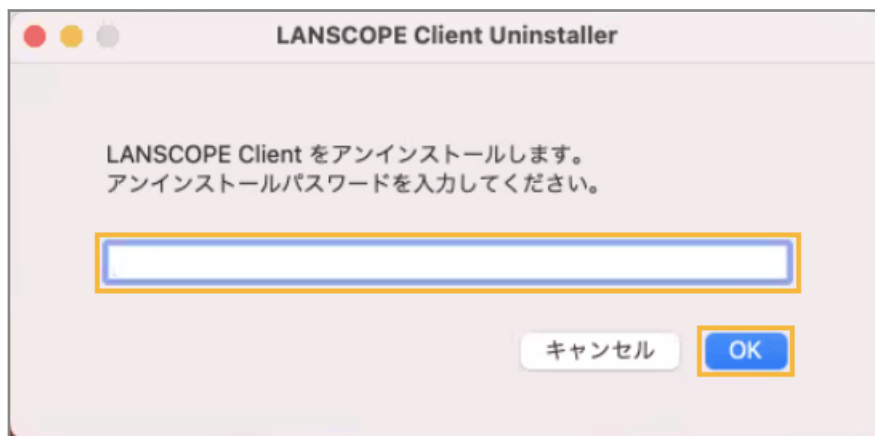 LANSCOPE Client Uninstaller
LANSCOPE Client をアンインストールします。
アンインストールパスワードを入力してください。
キャンセル
OK